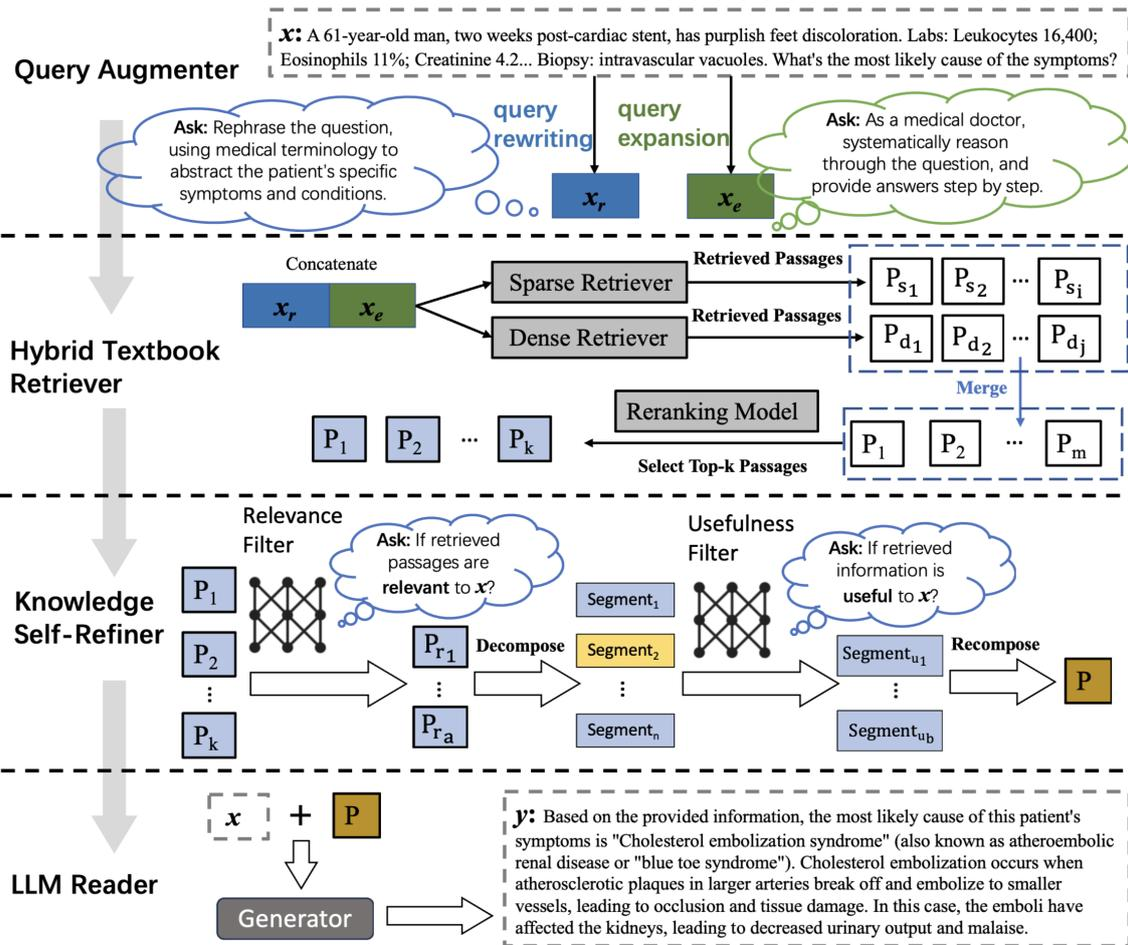 Query Augmenter
x: A 61-year-old man, two weeks post-cardiac stent, has purplish feet discoloration. Labs: Leukocytes 16,400;
Eosinophils 11%; Creatinine 4.2... Biopsy: intravascular vacuoles. What's the most likely cause of the symptoms?
Ask: Rephrase the question,
using medical terminology to
abstract the patient's specific
symptoms and conditions.
query
rewriting
query
expansion
Ask: As a medical doctor,
systematically reason
through the question, and
provide answers step by step.
xr
xe
Hybrid Textbook
Retriever
Concatenate
xr
xe
Sparse Retriever
Dense Retriever
Retrieved Passages
Retrieved Passages
Ps1 Ps2 ... Psi
Pd1 Pd2 ... Pdj
Merge
P1 P2 ... Pm
Reranking Model
Select Top-k Passages
P1 P2 ... Pk
Knowledge
Self-Refiner
Relevance
Filter
Ask: If retrieved
passages are
relevant to x?
Usefulness
Filter
Ask: If retrieved
information is
useful to x?
P1
P2
⋮
Pk
Pr1
⋮
Pra
Decompose
Segment1
Segment2
⋮
Segmentn
Segmentu1
⋮
Segmentub
Recompose
P
LLM Reader
x + P
Generator
y: Based on the provided information, the most likely cause of this patient's
symptoms is "Cholesterol embolization syndrome" (also known as atheroembolic
renal disease or "blue toe syndrome"). Cholesterol embolization occurs when
atherosclerotic plaques in larger arteries break off and embolize to smaller
vessels, leading to occlusion and tissue damage. In this case, the emboli have
affected the kidneys, leading to decreased urinary output and malaise.